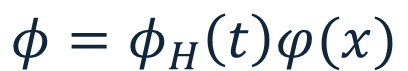 ϕ = ϕ_H(t)φ(x)